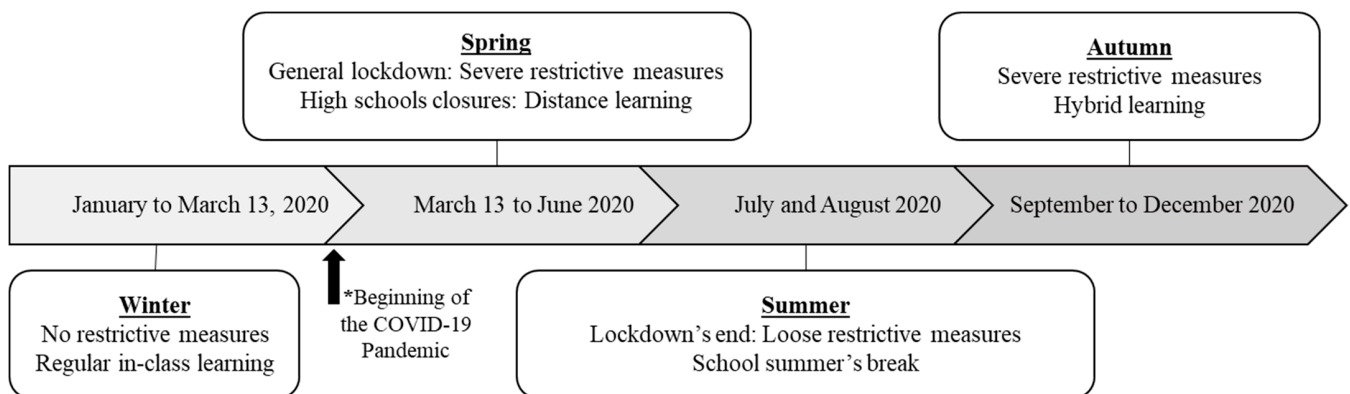 Spring
General lockdown: Severe restrictive measures
High schools closures: Distance learning
Autumn
Severe restrictive measures
Hybrid learning
January to March 13, 2020
March 13 to June 2020
July and August 2020
September to December 2020
Winter
No restrictive measures
Regular in-class learning
*Beginning of
the COVID-19
Pandemic
Summer
Lockdown’s end: Loose restrictive measures
School summer’s break